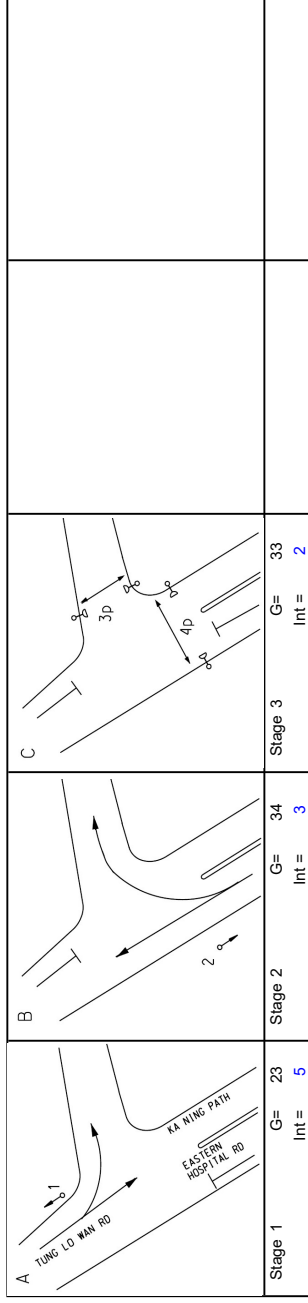 A
1
TUNG LO WAN RD
KA NING PATH
EASTERN
HOSPITAL RD
Stage 1
G= 23
Int = 5
B
2
Stage 2
G= 34
Int = 3
C
3p
4p
Stage 3
G= 33
Int = 2